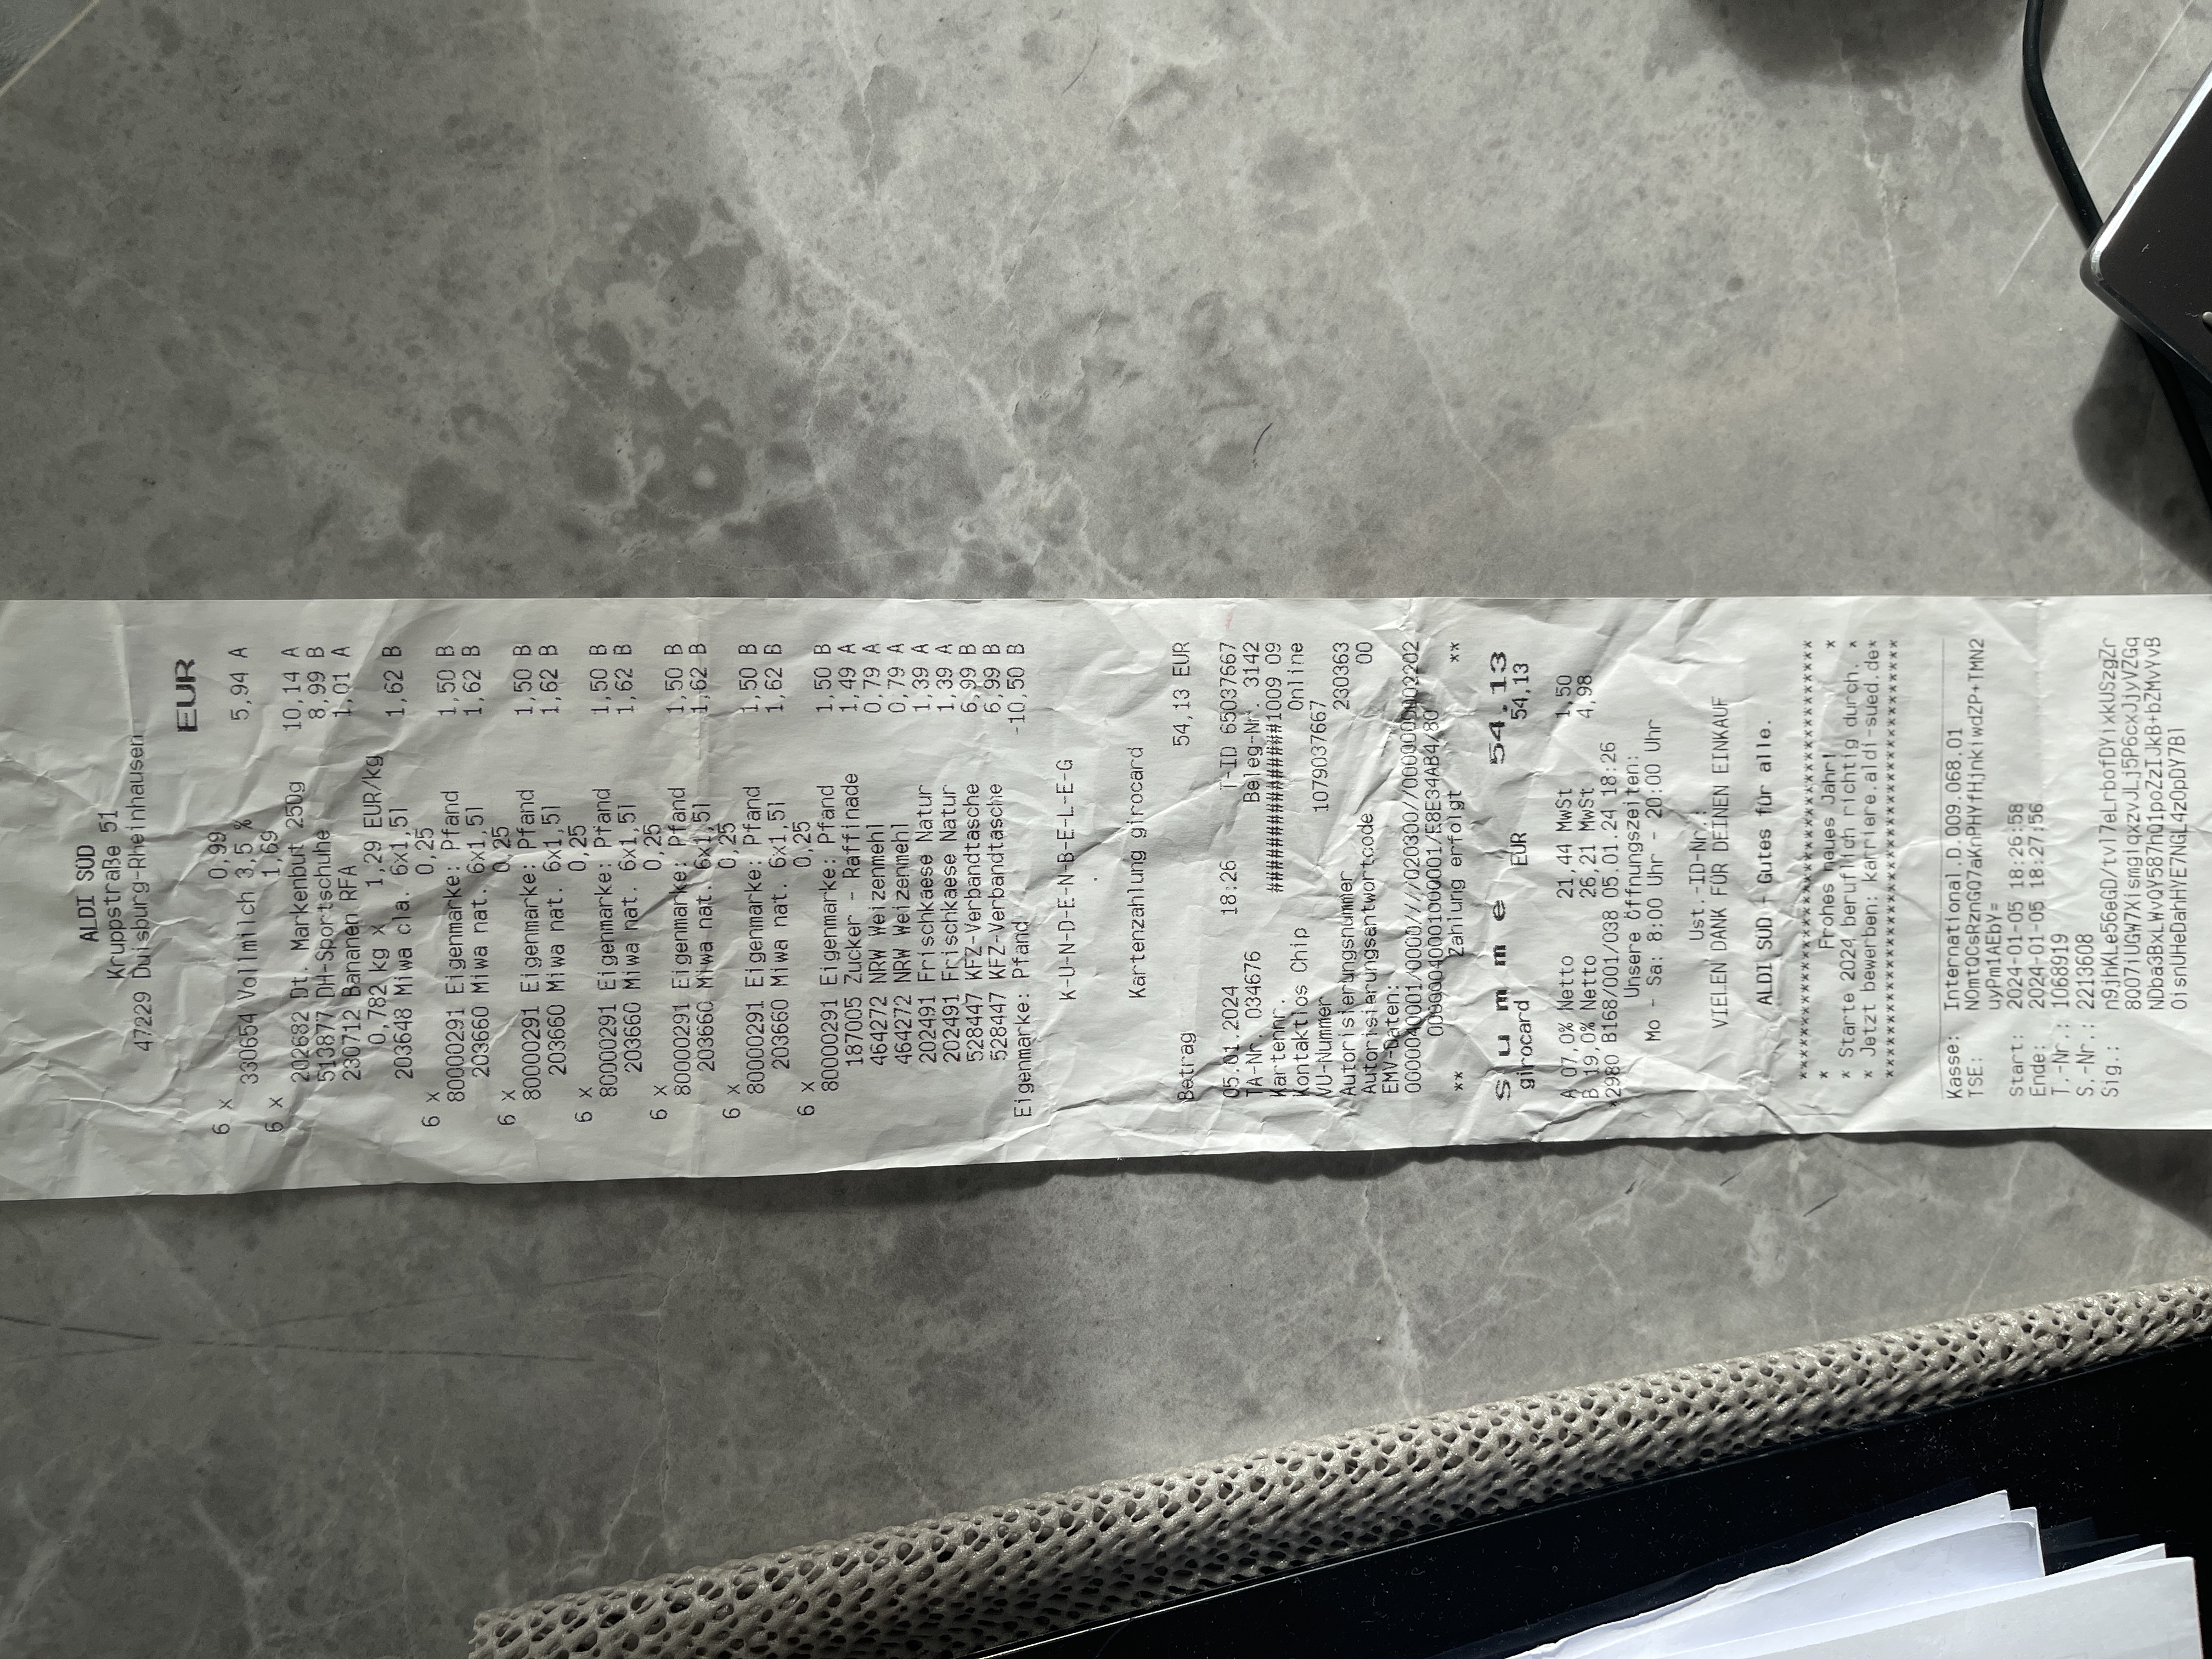 ALDI SÜD
Kruppstraße 51
47229 Duisburg-Rheinhausen
EUR
6 x 0,99
330654 Vollmilch 3,5 % 5,94 A
6 x 1,69
202682 Dt. Markenbut 250g 10,14 A
513877 DH-Sportschuhe 8,99 B
230712 Bananen RFA 1,01 A
0,782 kg x 1,29 EUR/kg
203648 Miwa cla. 6x1,5l 1,62 B
6 x 0,25
80000291 Eigenmarke: Pfand 1,50 B
203660 Miwa nat. 6x1,5l 1,62 B
6 x 0,25
80000291 Eigenmarke: Pfand 1,50 B
203660 Miwa nat. 6x1,5l 1,62 B
6 x 0,25
80000291 Eigenmarke: Pfand 1,50 B
203660 Miwa nat. 6x1,5l 1,62 B
6 x 0,25
80000291 Eigenmarke: Pfand 1,50 B
203660 Miwa nat. 6x1,5l 1,62 B
6 x 0,25
80000291 Eigenmarke: Pfand 1,50 B
203660 Miwa nat. 6x1,5l 1,62 B
6 x 0,25
80000291 Eigenmarke: Pfand 1,50 B
187005 Zucker - Raffinade 1,49 A
464272 NRW Weizenmehl 0,79 A
464272 NRW Weizenmehl 0,79 A
202491 Frischkaese Natur 1,39 A
202491 Frischkaese Natur 1,39 A
528447 KFZ-Verbandtasche 6,99 B
528447 KFZ-Verbandtasche 6,99 B
Eigenmarke: Pfand -10,50 B
K-U-N-D-E-N-B-E-L-E-G
Kartenzahlung girocard
Betrag 54,13 EUR
05.01.2024 18:26 T-ID 65037667
TA-Nr. 034676 Beleg-Nr. 3142
Kartennr. ###############1009 09
Kontaktlos Chip Online
VU-Nummer 1079037667
Autorisierungsnummer 230363
Autorisierungsantwortcode 00
EMV-Daten:
0000040001/0000////020300//0000000002202
00000040001000001/E8E34AB4/80
** Zahlung erfolgt **
Summe 54.13
girocard EUR 54,13
A 07,0% Netto 21,44 MwSt 1,50
B 19,0% Netto 26,21 MwSt 4,98
*2980 B168/001/038 05.01.24 18:26
Unsere Öffnungszeiten:
Mo - Sa: 8:00 Uhr - 20:00 Uhr
Ust.-ID-Nr.:
VIELEN DANK FÜR DEINEN EINKAUF
ALDI SÜD - Gutes für alle.
****************************************
* Frohes neues Jahr! *
* Starte 2024 beruflich richtig durch. *
* Jetzt bewerben: karriere.aldi-sued.de*
****************************************
Kasse: International.D.009.068.01
TSE: NOmtQCsRznGQ7aKnPHYfHjnkiwdZP+TMN2
uyPm1AEbY=
Start: 2024-01-05 18:26:58
Ende: 2024-01-05 18:27:56
T.-Nr.: 1068919
S.-Nr.: 2213608
Sig.: n9jhKLe56eGD/tvl7eLrbofDYixkUSzgZr
8Q07iUGW7XismgiqxzvJLj5P6cxJjyVZGq
NDba3BxLWvQY587hQ1poZzIJkB+bZMvYvB
OisnUHeDahHYE7NGL4zOpDY7Bl